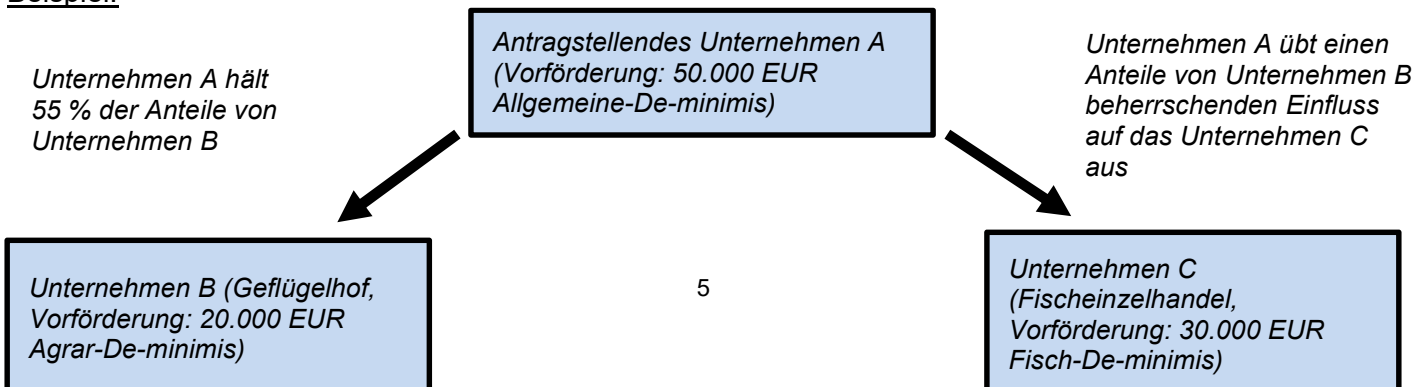 Beispiel:
Antragstellendes Unternehmen A
(Vorförderung: 50.000 EUR
Allgemeine-De-minimis)
Unternehmen A hält
55 % der Anteile von
Unternehmen B
Unternehmen A übt einen
Anteile von Unternehmen B
beherrschenden Einfluss
auf das Unternehmen C
aus
Unternehmen B (Geflügelhof,
Vorförderung: 20.000 EUR
Agrar-De-minimis)
5
Unternehmen C
(Fischeinzelhandel,
Vorförderung: 30.000 EUR
Fisch-De-minimis)